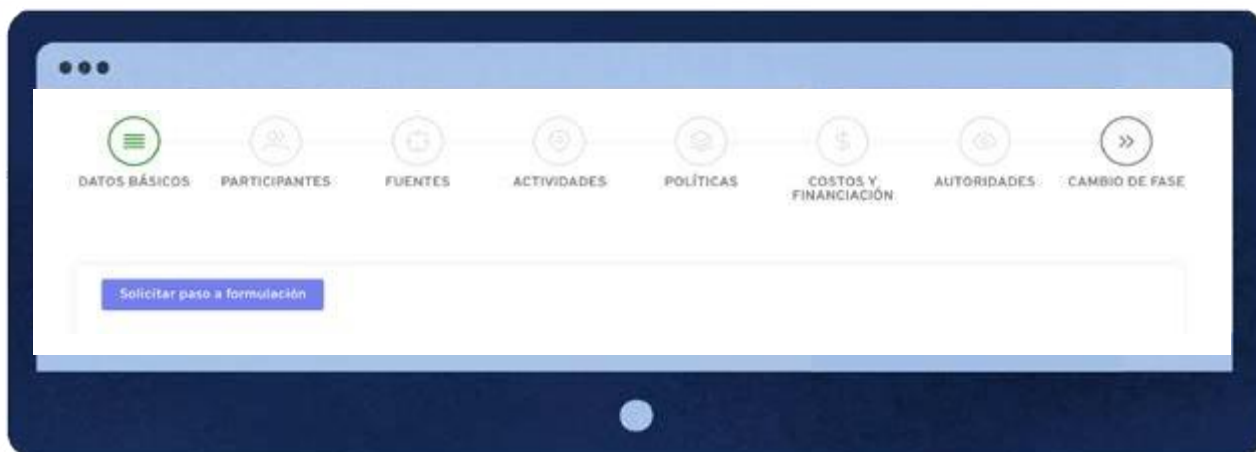 DATOS BÁSICOS
PARTICIPANTES
FUENTES
ACTIVIDADES
POLÍTICAS
COSTOS Y
FINANCIACIÓN
AUTORIDADES
CAMBIO DE FASE
Solicitar paso a formulación